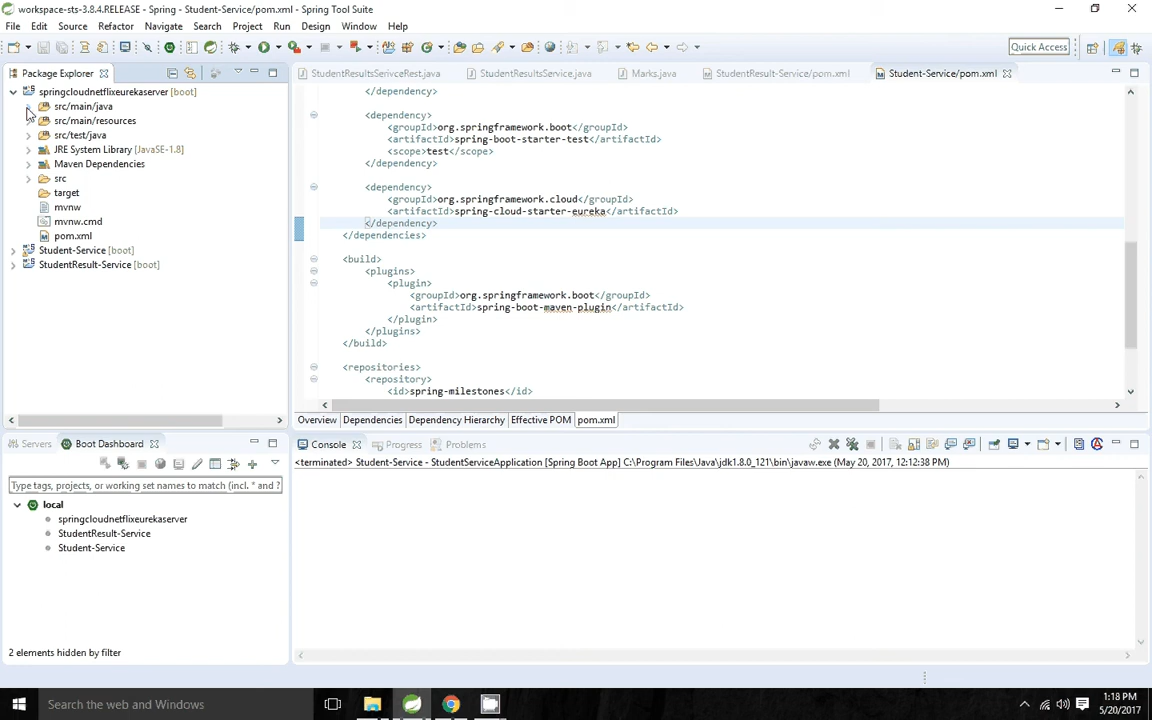 workspace-sts-3.8.4.RELEASE - Spring - Student-Service/pom.xml - Spring Tool Suite
File Edit Source Refactor Navigate Search Project Run Design Window Help
Quick Access
Package Explorer
StudentResultsSerivceRest.java StudentResultsService.java Marks.java StudentResult-Service/pom.xml Student-Service/pom.xml
springcloudnetflixeurekaserver [boot]
src/main/java
src/main/resources
src/test/java
JRE System Library [JavaSE-1.8]
Maven Dependencies
src
target
mvnw
mvnw.cmd
pom.xml
Student-Service [boot]
StudentResult-Service [boot]
</dependency>
<dependency>
<groupId>org.springframework.boot</groupId>
<artifactId>spring-boot-starter-test</artifactId>
<scope>test</scope>
</dependency>
<dependency>
<groupId>org.springframework.cloud</groupId>
<artifactId>spring-cloud-starter-eureka</artifactId>
</dependency>
</dependencies>
<build>
<plugins>
<plugin>
<groupId>org.springframework.boot</groupId>
<artifactId>spring-boot-maven-plugin</artifactId>
</plugin>
</plugins>
</build>
<repositories>
<repository>
<id>spring-milestones</id>
Overview Dependencies Dependency Hierarchy Effective POM pom.xml
Servers Boot Dashboard
Type tags, projects, or working set names to match (incl. * and ?
local
springcloudnetflixeurekaserver
StudentResult-Service
Student-Service
2 elements hidden by filter
Console Progress Problems
<terminated> Student-Service - StudentServiceApplication [Spring Boot App] C:\Program Files\Java\jdk1.8.0_121\bin\javaw.exe (May 20, 2017, 12:12:38 PM)
Search the web and Windows
1:18 PM
5/20/2017